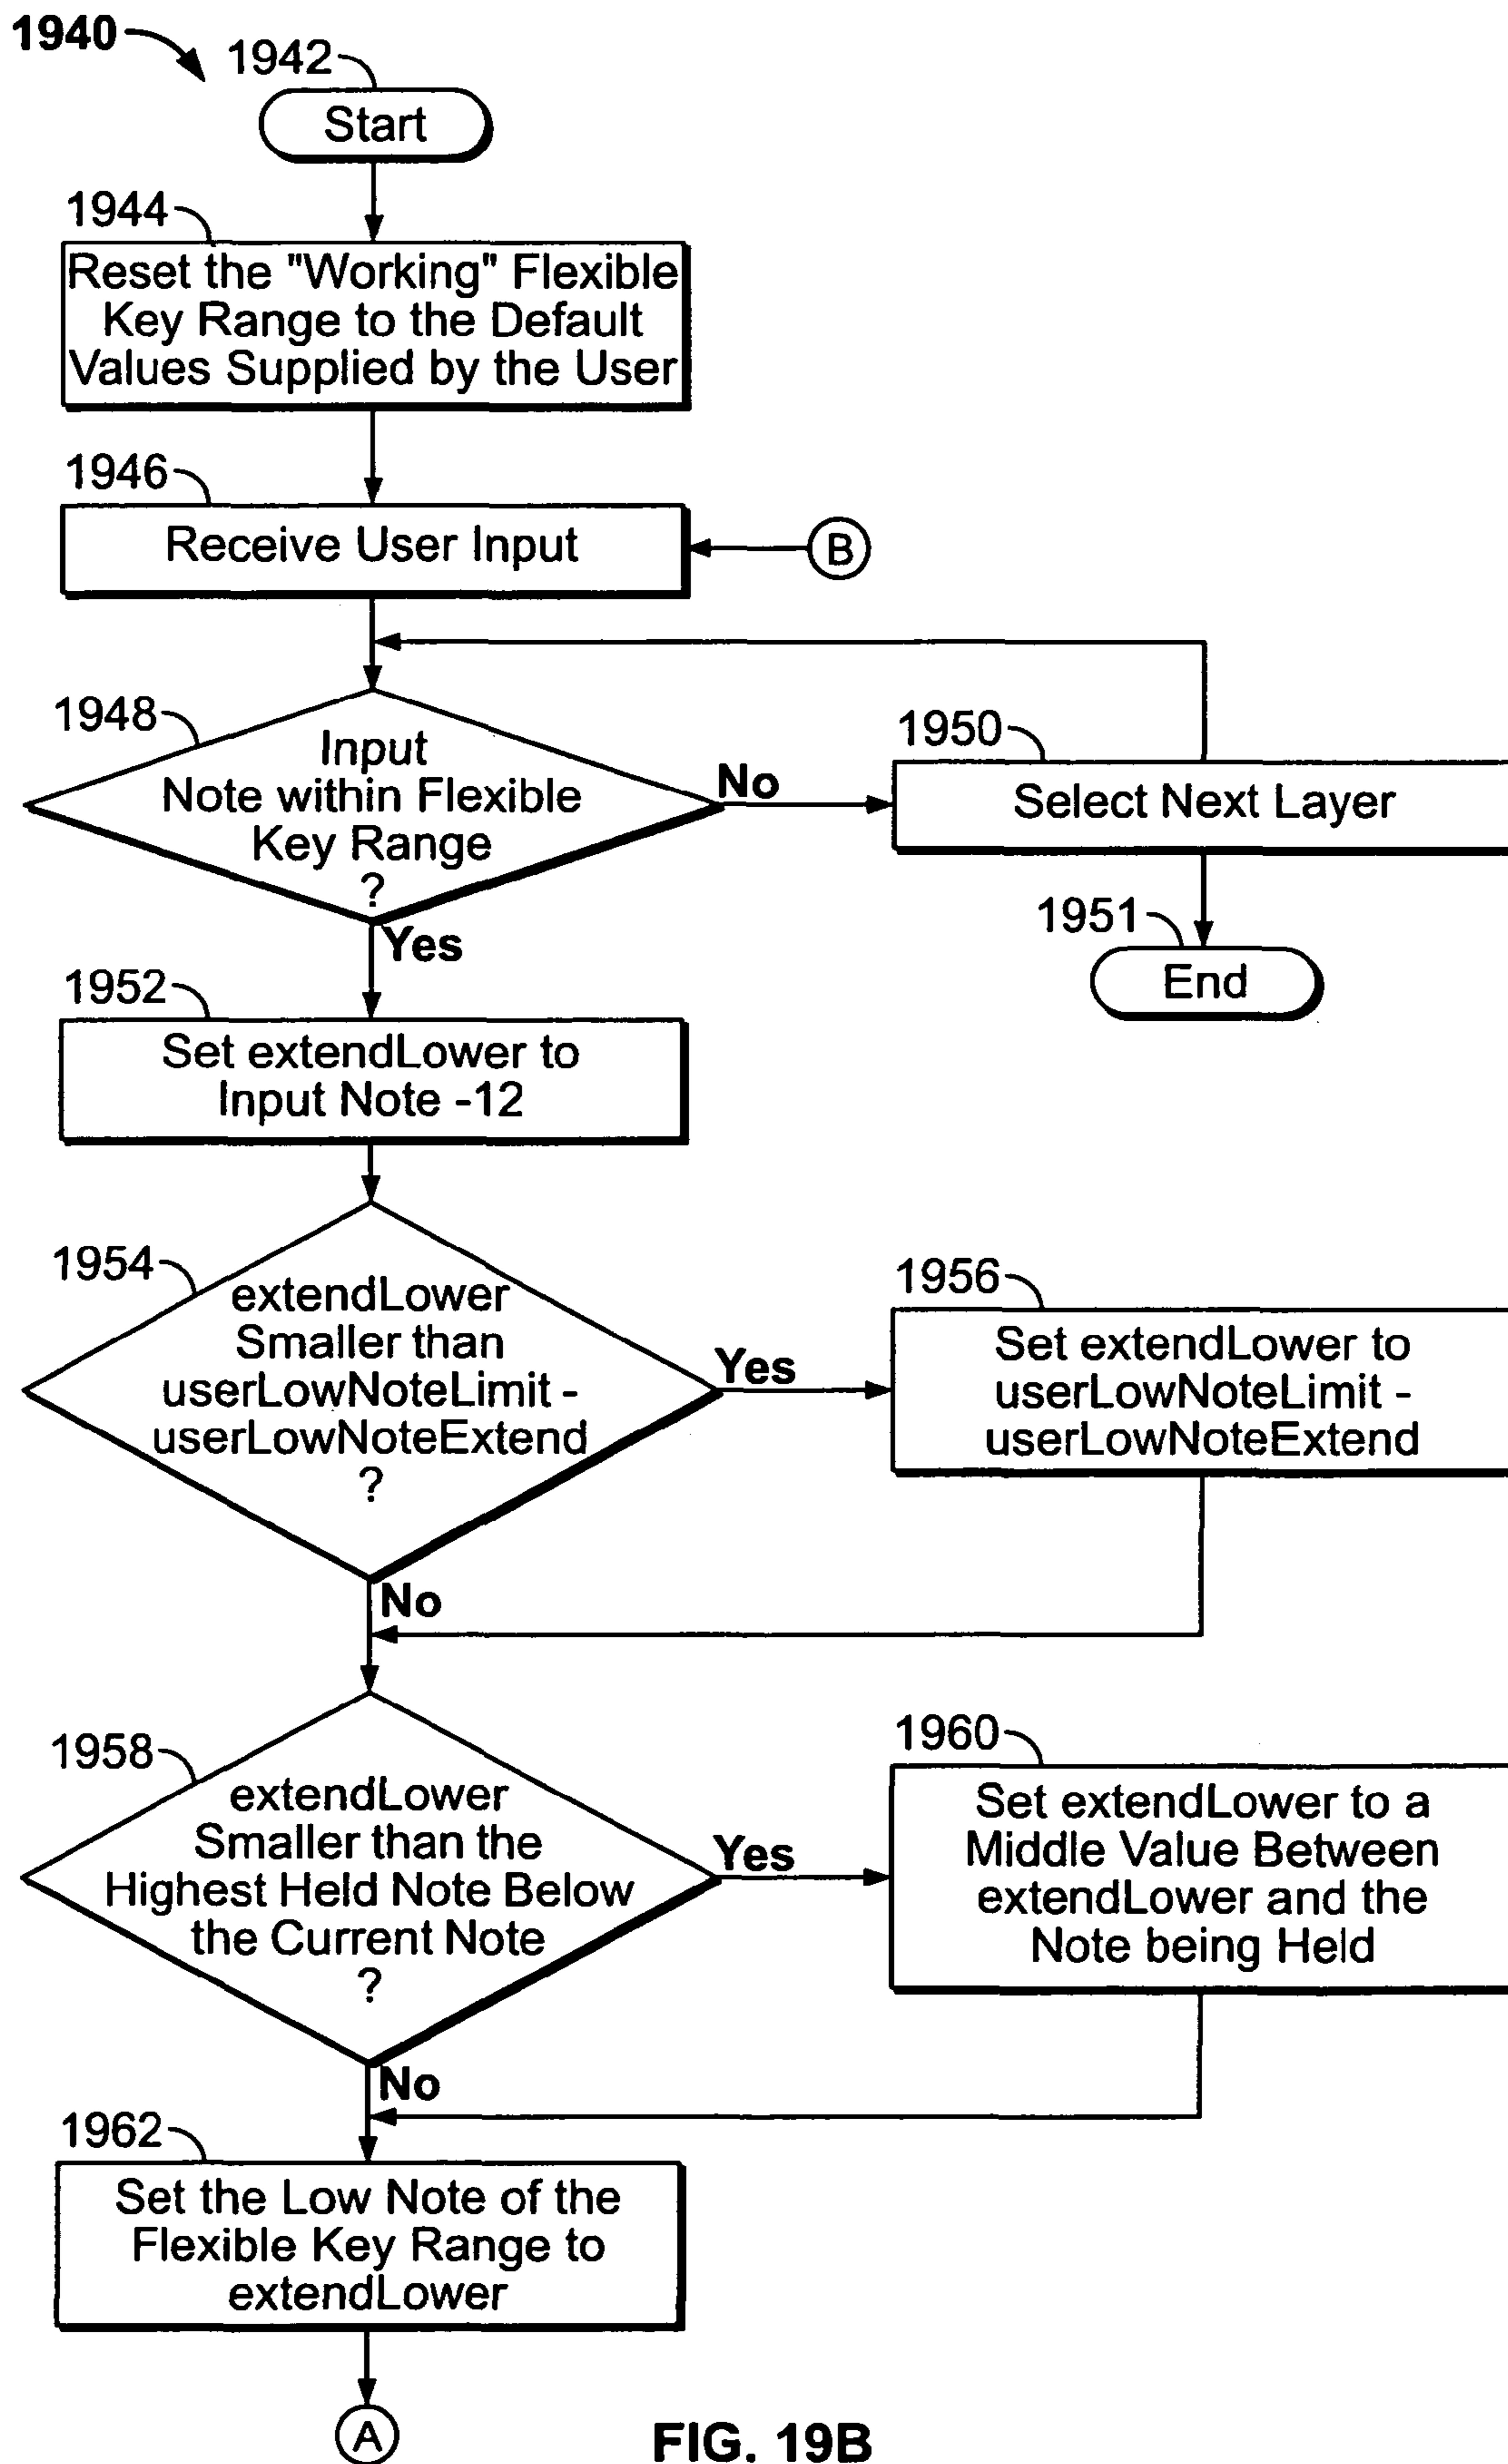 1940
1942
Start
1944
Reset the "Working" Flexible
Key Range to the Default
Values Supplied by the User
1946
Receive User Input
B
1948
Input
Note within Flexible
Key Range
?
No
1950
Select Next Layer
1951
End
Yes
1952
Set extendLower to
Input Note -12
1954
extendLower
Smaller than
userLowNoteLimit -
userLowNoteExtend
?
Yes
1956
Set extendLower to
userLowNoteLimit -
userLowNoteExtend
No
1958
extendLower
Smaller than the
Highest Held Note Below
the Current Note
?
Yes
1960
Set extendLower to a
Middle Value Between
extendLower and the
Note being Held
No
1962
Set the Low Note of the
Flexible Key Range to
extendLower
A
FIG. 19B